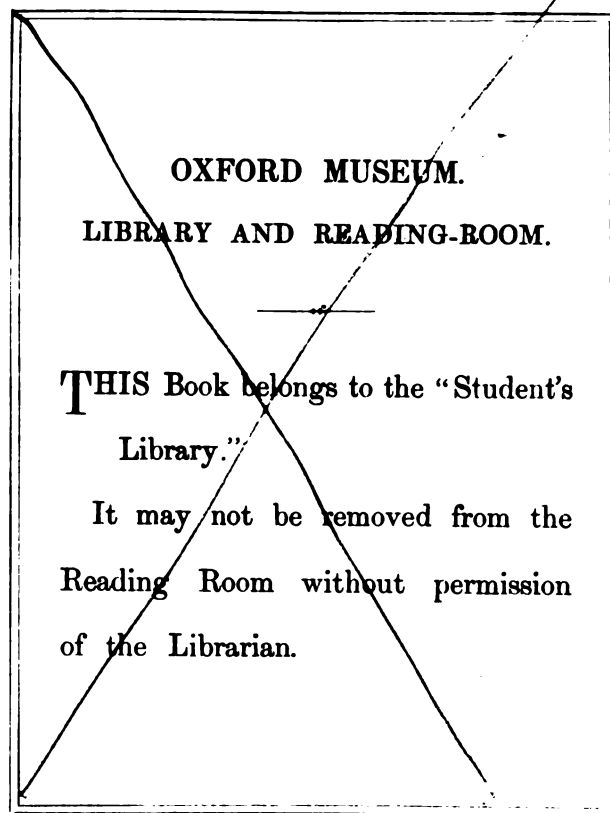 OXFORD MUSEUM.
LIBRARY AND READING-ROOM.
THIS Book belongs to the “Student's
Library.”
It may not be removed from the
Reading Room without permission
of the Librarian.